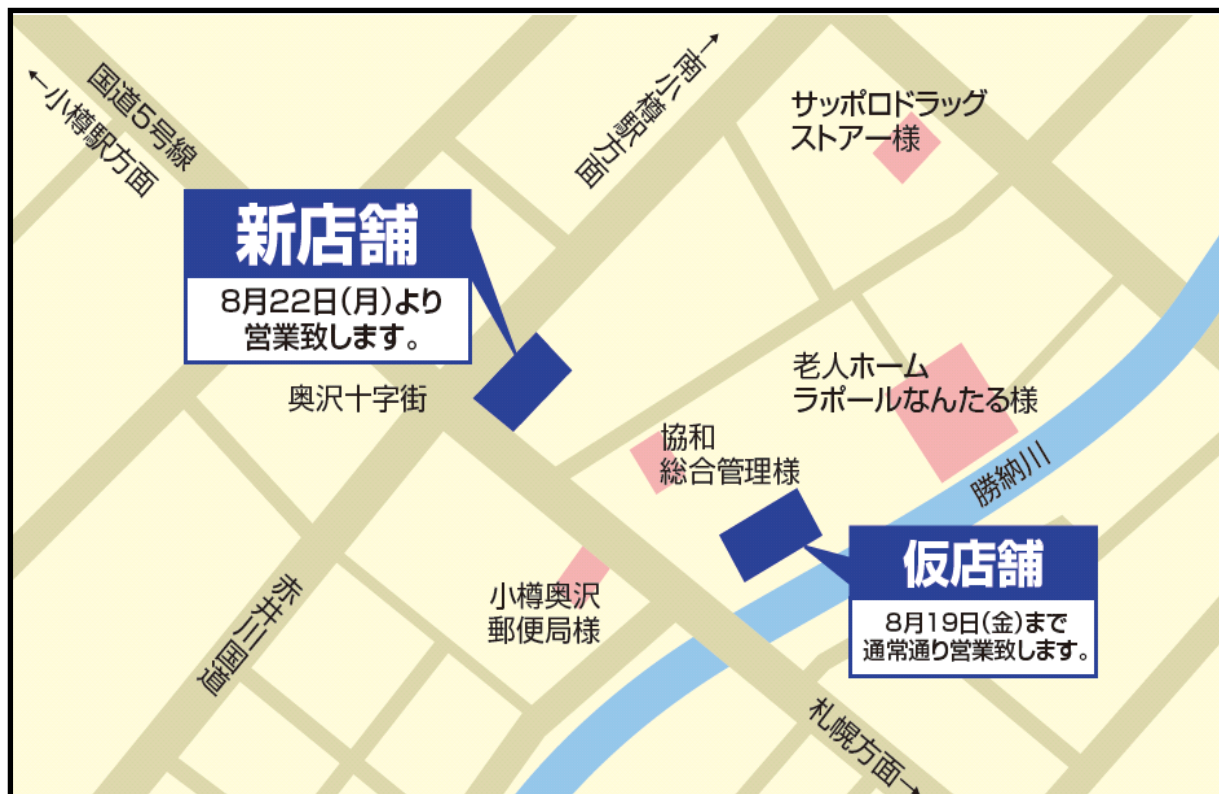 国道5号線
←小樽駅方面
→南小樽駅方面
サッポロドラッグ
ストアー様
新店舗
8月22日(月)より
営業致します。
奥沢十字街
老人ホーム
ラポールなんたる様
協和
総合管理様
勝納川
仮店舗
8月19日(金)まで
通常通り営業致します。
小樽奥沢
郵便局様
赤井川国道
札幌方面→